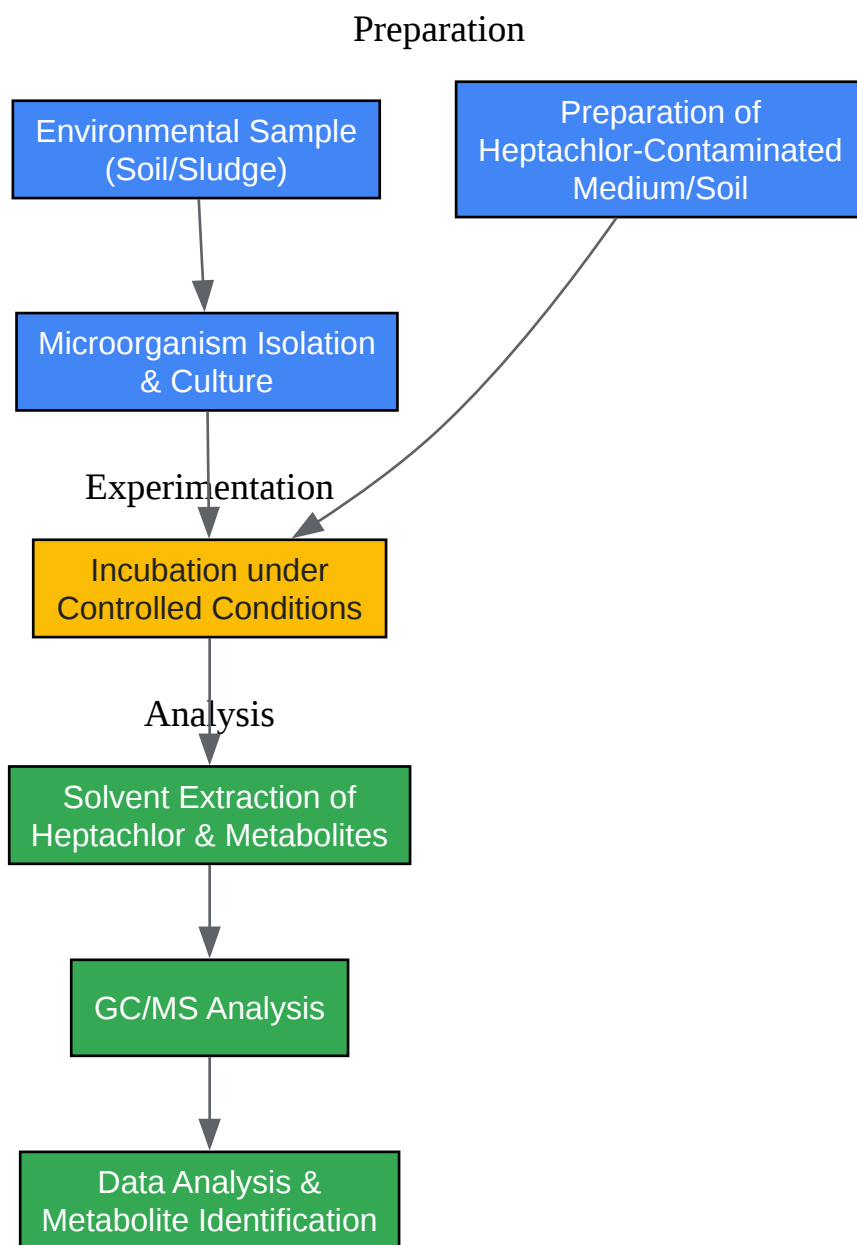 Preparation
Environmental Sample
(Soil/Sludge)
Preparation of
Heptachlor-Contaminated
Medium/Soil
Microorganism Isolation
& Culture
Experimentation
Incubation under
Controlled Conditions
Analysis
Solvent Extraction of
Heptachlor & Metabolites
GC/MS Analysis
Data Analysis &
Metabolite Identification